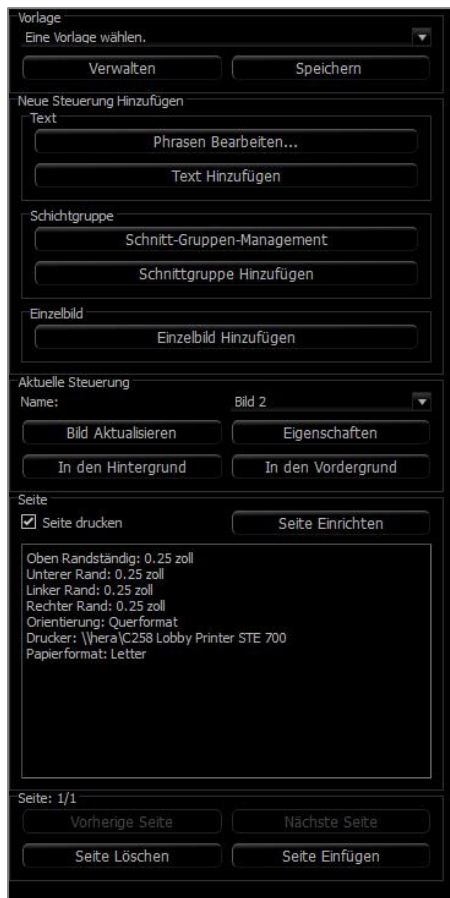 Vorlage
Eine Vorlage wählen.
Verwalten Speichern
Neue Steuerung Hinzufügen
Text
Phrasen Bearbeiten...
Text Hinzufügen
Schichtgruppe
Schnitt-Gruppen-Management
Schnittgruppe Hinzufügen
Einzelbild
Einzelbild Hinzufügen
Aktuelle Steuerung
Name: Bild 2
Bild Aktualisieren Eigenschaften
In den Hintergrund In den Vordergrund
Seite
Seite drucken Seite Einrichten
Oben Randständig: 0.25 zoll
Unterer Rand: 0.25 zoll
Linker Rand: 0.25 zoll
Rechter Rand: 0.25 zoll
Orientierung: Querformat
Drucker: \\hera\C258 Lobby Printer STE 700
Papierformat: Letter
Seite: 1/1
Vorherige Seite Nächste Seite
Seite Löschen Seite Einfügen